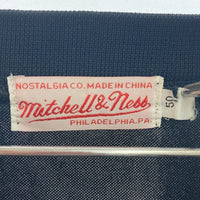 NOSTALGIA CO. MADE IN CHINA
Mitchell & Ness
PHILADELPHIA, PA.